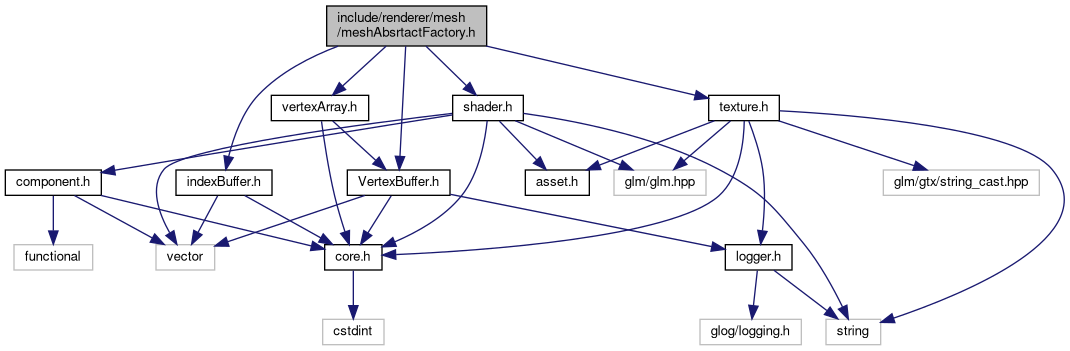 include/renderer/mesh
/meshAbsrtactFactory.h
vertexArray.h
shader.h
texture.h
component.h
indexBuffer.h
VertexBuffer.h
asset.h
glm/glm.hpp
glm/gtx/string_cast.hpp
functional
vector
core.h
logger.h
cstdint
glog/logging.h
string